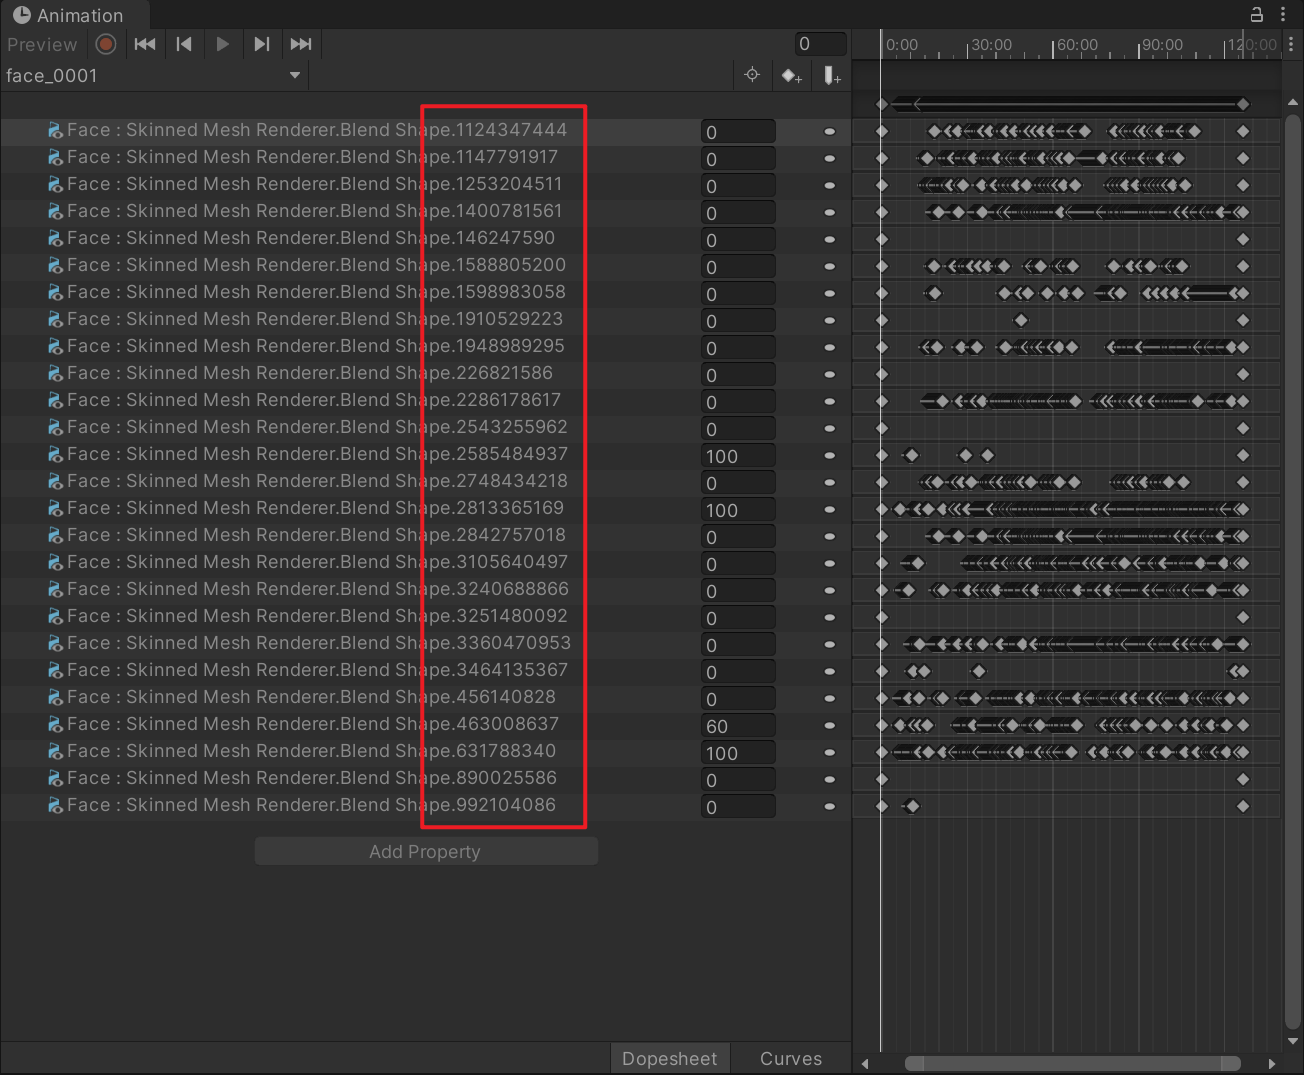 Animation
Preview
0
0:00 30:00 60:00 90:00 120:00
face_0001
Face : Skinned Mesh Renderer.Blend Shape.1124347444 0
Face : Skinned Mesh Renderer.Blend Shape.1147791917 0
Face : Skinned Mesh Renderer.Blend Shape.1253204511 0
Face : Skinned Mesh Renderer.Blend Shape.1400781561 0
Face : Skinned Mesh Renderer.Blend Shape.146247590 0
Face : Skinned Mesh Renderer.Blend Shape.1588805200 0
Face : Skinned Mesh Renderer.Blend Shape.1598983058 0
Face : Skinned Mesh Renderer.Blend Shape.1910529223 0
Face : Skinned Mesh Renderer.Blend Shape.1948989295 0
Face : Skinned Mesh Renderer.Blend Shape.226821586 0
Face : Skinned Mesh Renderer.Blend Shape.2286178617 0
Face : Skinned Mesh Renderer.Blend Shape.2543255962 0
Face : Skinned Mesh Renderer.Blend Shape.2585484937 100
Face : Skinned Mesh Renderer.Blend Shape.2748434218 0
Face : Skinned Mesh Renderer.Blend Shape.2813365169 100
Face : Skinned Mesh Renderer.Blend Shape.2842757018 0
Face : Skinned Mesh Renderer.Blend Shape.3105640497 0
Face : Skinned Mesh Renderer.Blend Shape.3240688866 0
Face : Skinned Mesh Renderer.Blend Shape.3251480092 0
Face : Skinned Mesh Renderer.Blend Shape.3360470953 0
Face : Skinned Mesh Renderer.Blend Shape.3464135367 0
Face : Skinned Mesh Renderer.Blend Shape.456140828 0
Face : Skinned Mesh Renderer.Blend Shape.463008637 60
Face : Skinned Mesh Renderer.Blend Shape.631788340 100
Face : Skinned Mesh Renderer.Blend Shape.890025586 0
Face : Skinned Mesh Renderer.Blend Shape.992104086 0
Add Property
Dopesheet Curves